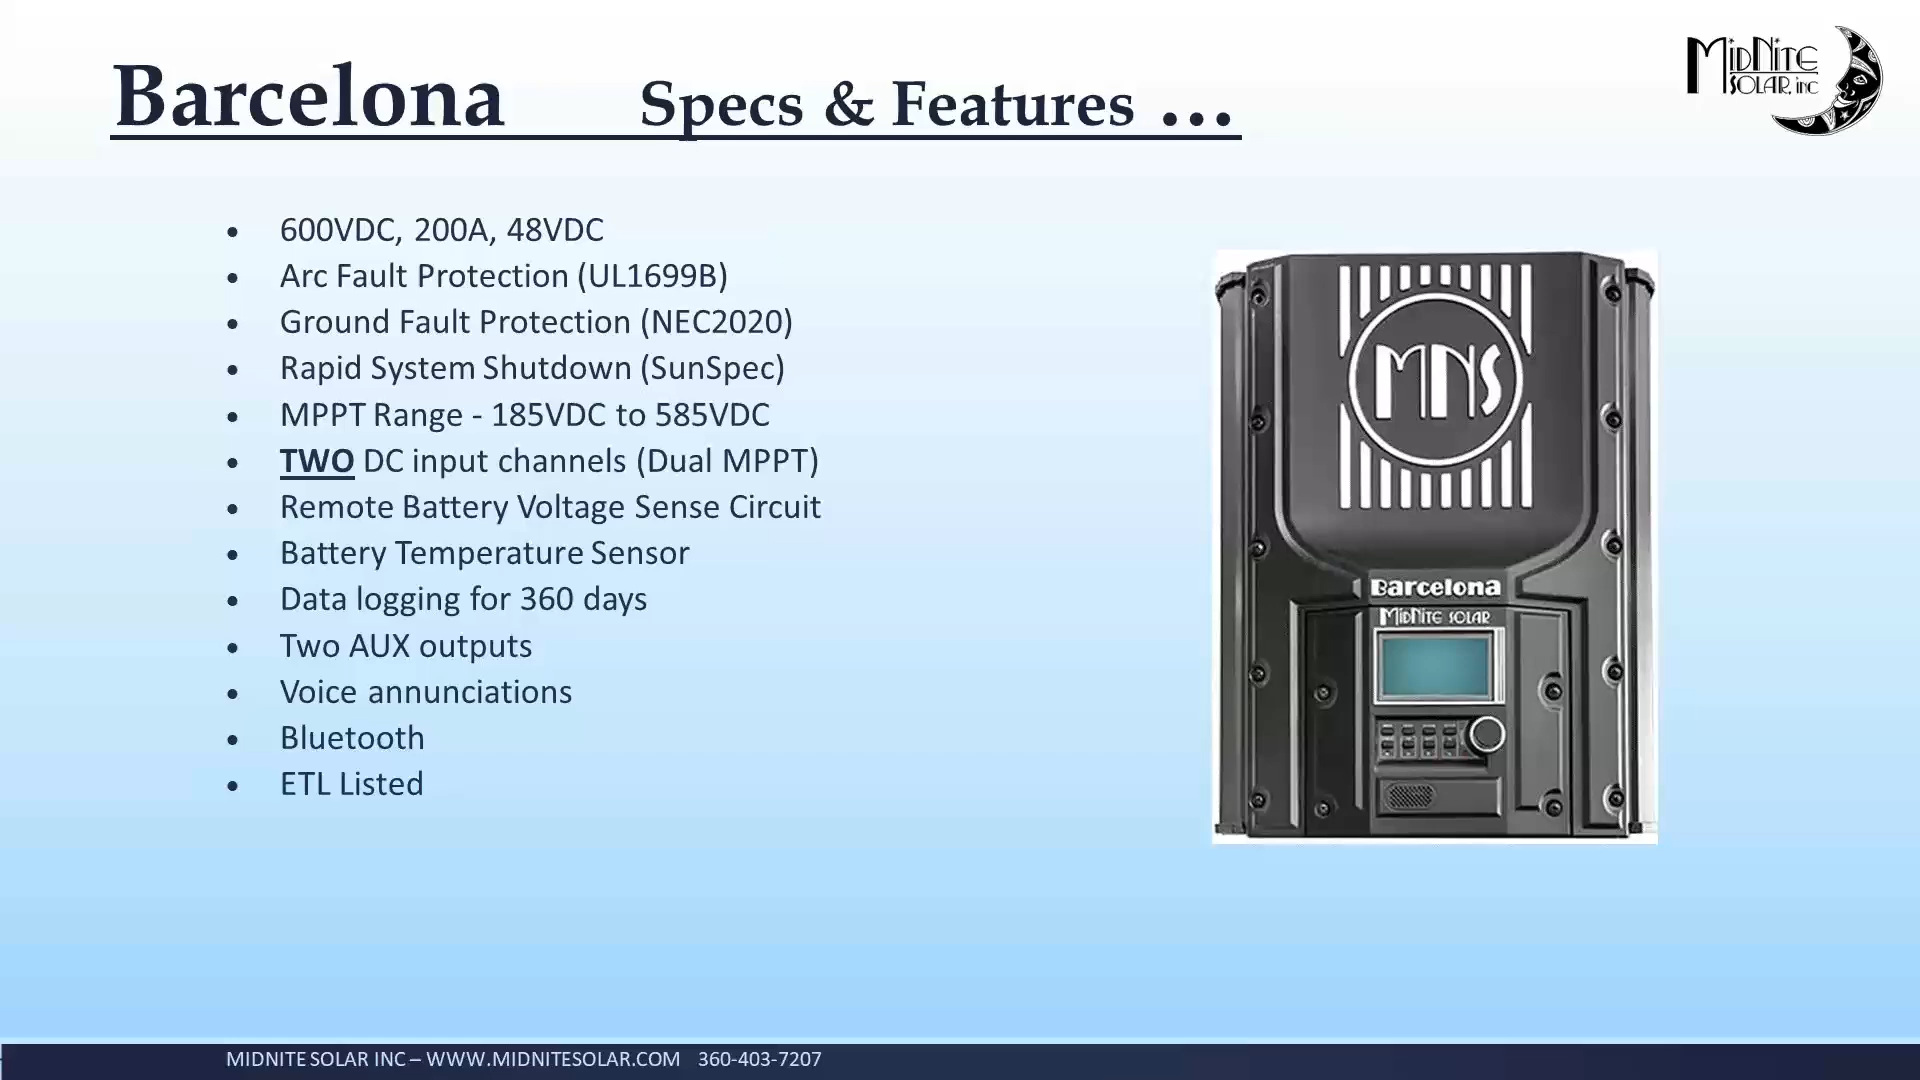 Barcelona Specs & Features ...
MIDNITE
SOLAR, INC
• 600VDC, 200A, 48VDC
• Arc Fault Protection (UL1699B)
• Ground Fault Protection (NEC2020)
• Rapid System Shutdown (SunSpec)
• MPPT Range - 185VDC to 585VDC
• TWO DC input channels (Dual MPPT)
• Remote Battery Voltage Sense Circuit
• Battery Temperature Sensor
• Data logging for 360 days
• Two AUX outputs
• Voice annunciations
• Bluetooth
• ETL Listed
MNS
Barcelona
MIDNITE SOLAR
MIDNITE SOLAR INC – WWW.MIDNITESOLAR.COM 360-403-7207